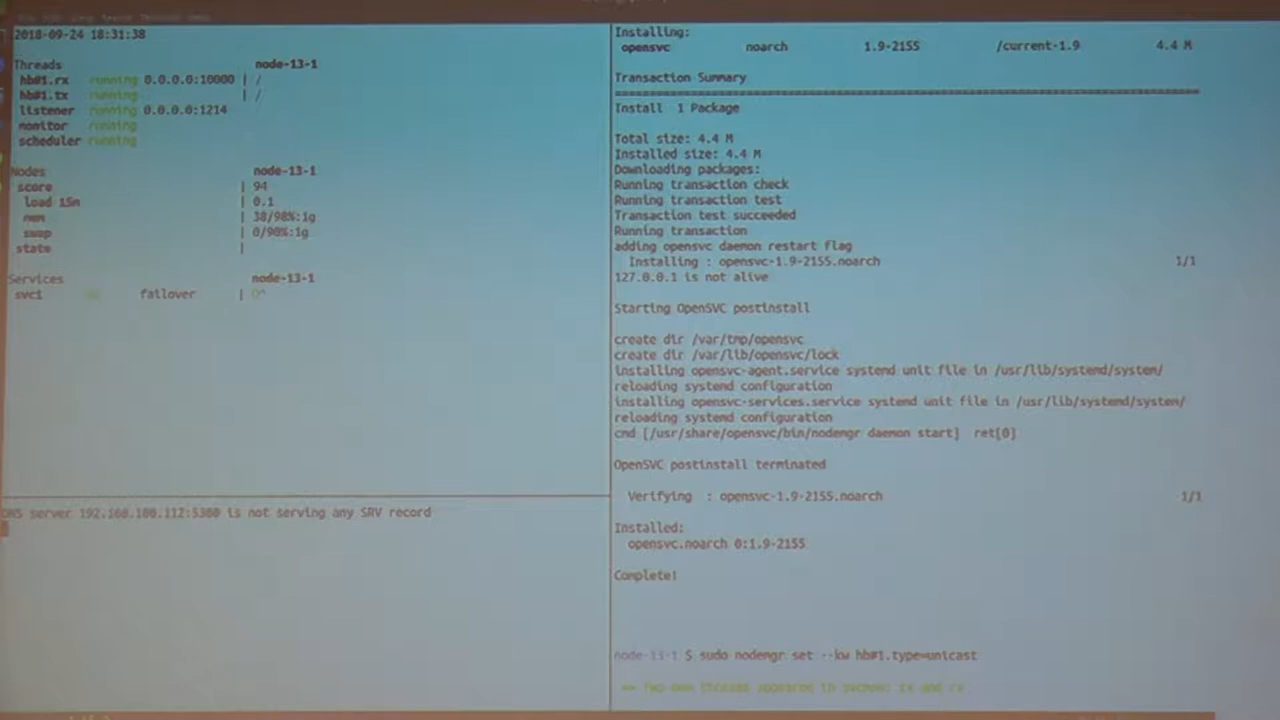 2018-09-24 18:31:38
Threads node-13-1
hb#1.rx running 0.0.0.0:10000 | /
hb#1.tx running | /
listener running 0.0.0.0:1214
monitor running
scheduler running
Nodes node-13-1
score | 94
load 15m | 0.1
mem | 38/98%:1g
swap | 0/90%:1g
state |
Services node-13-1
svc1 failover | O^
DNS server 192.168.100.112:5300 is not serving any SRV record
Installing:
opensvc noarch 1.9-2155 /current-1.9 4.4 M
Transaction Summary
Install 1 Package
Total size: 4.4 M
Installed size: 4.4 M
Downloading packages:
Running transaction check
Running transaction test
Transaction test succeeded
Running transaction
adding opensvc daemon restart flag
Installing : opensvc-1.9-2155.noarch 1/1
127.0.0.1 is not alive
Starting OpenSVC postinstall
create dir /var/tmp/opensvc
create dir /var/lib/opensvc/lock
installing opensvc-agent.service systemd unit file in /usr/lib/systemd/system/
reloading systemd configuration
installing opensvc-services.service systemd unit file in /usr/lib/systemd/system/
reloading systemd configuration
cmd [/usr/share/opensvc/bin/nodemgr daemon start] ret[0]
OpenSVC postinstall terminated
Verifying : opensvc-1.9-2155.noarch 1/1
Installed:
opensvc.noarch 0:1.9-2155
Complete!
node-13-1 $ sudo nodemgr set --kw hb#1.type=unicast